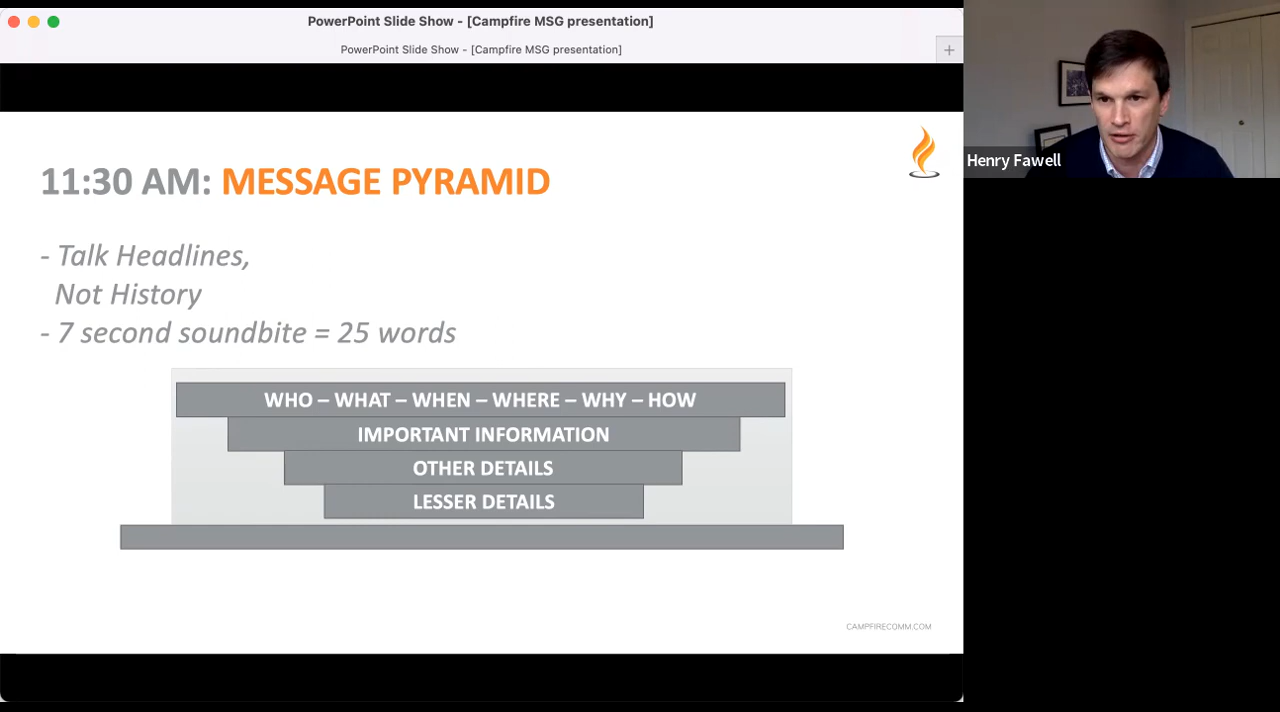 PowerPoint Slide Show - [Campfire MSG presentation]
PowerPoint Slide Show - [Campfire MSG presentation]
+
Henry Fawell
11:30 AM: MESSAGE PYRAMID
- Talk Headlines,
Not History
- 7 second soundbite = 25 words
WHO – WHAT – WHEN – WHERE – WHY – HOW
IMPORTANT INFORMATION
OTHER DETAILS
LESSER DETAILS
CAMPFIRECOMM.COM